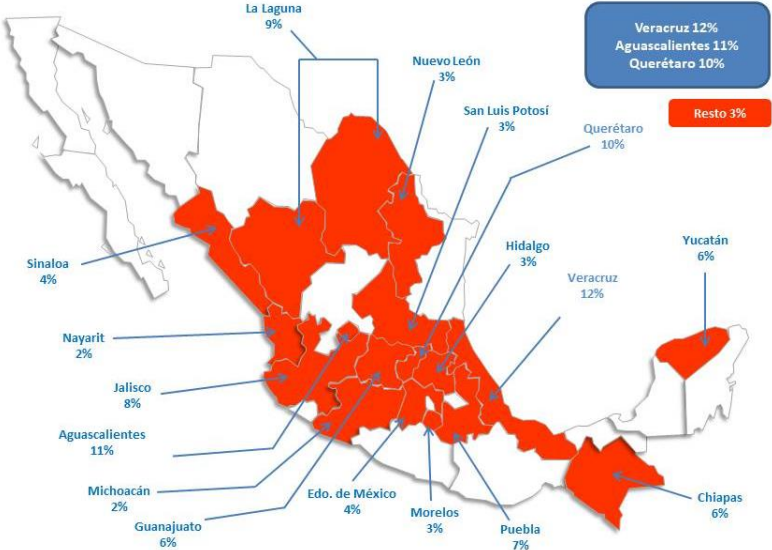 La Laguna
9%
Veracruz 12%
Aguascalientes 11%
Querétaro 10%
Nuevo León
3%
Resto 3%
San Luis Potosí
3%
Querétaro
10%
Hidalgo
3%
Yucatán
6%
Sinaloa
4%
Veracruz
12%
Nayarit
2%
Jalisco
8%
Aguascalientes
11%
Michoacán
2%
Edo. de México
4%
Chiapas
6%
Morelos
3%
Guanajuato
6%
Puebla
7%